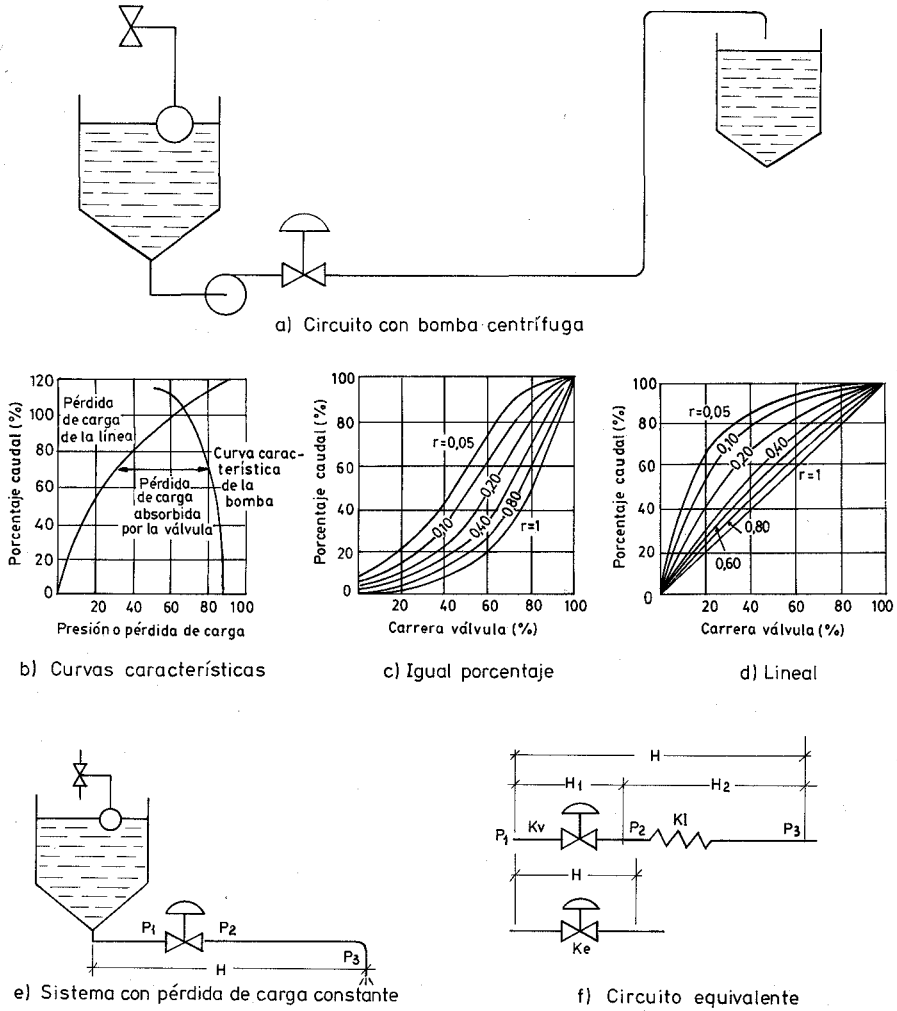 a) Circuito con bomba centrífuga
Porcentaje caudal (%)
120
100
80
60
40
20
0
Pérdida
de carga
de la línea
Curva carac-
terística
de la
bomba
Pérdida
de carga
absorbida
por la válvula
20 40 60 80 100
Presión o pérdida de carga
b) Curvas características
Porcentaje caudal (%)
100
80
60
40
20
0
r=0,05
0,10
0,20
0,40
0,80
r=1
20 40 60 80 100
Carrera válvula (%)
c) Igual porcentaje
Porcentaje caudal (%)
100
80
60
40
20
0
r=0,05
0,10
0,20
0,40
r=1
0,80
0,60
20 40 60 80 100
Carrera válvula (%)
d) Lineal
P1 P2
P3
H
e) Sistema con pérdida de carga constante
H
H1 H2
P1 Kv P2 Kl P3
H
Ke
f) Circuito equivalente